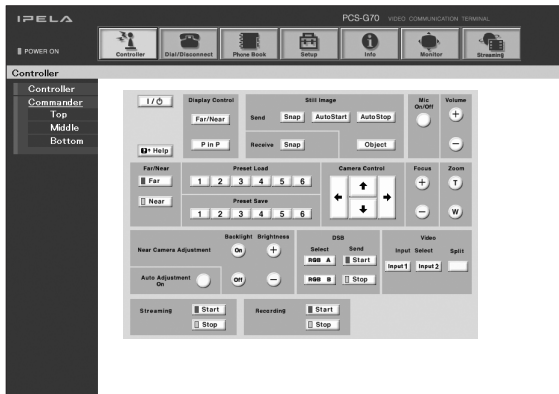 IPELA
PCS-G70 VIDEO COMMUNICATION TERMINAL
POWER ON
Controller
Dial/Disconnect
Phone Book
Setup
Info
Monitor
Streaming
Controller
Controller
Commander
Top
Middle
Bottom
I /
Help
Display Control
Far/Near
P in P
Still Image
Send Snap AutoStart AutoStop
Receive Snap Object
Mic On/Off
Volume
+
−
Far/Near
Far
Near
Preset Load
1 2 3 4 5 6
Preset Save
1 2 3 4 5 6
Camera Control
Focus
+
−
Zoom
T
W
Near Camera Adjustment
Auto Adjustment
On
Backlight
On
Off
Brightness
+
−
DSB
Select Send
RGB A Start
RGB B Stop
Video
Input Select Split
Input1 Input2
Streaming Start
Stop
Recording Start
Stop